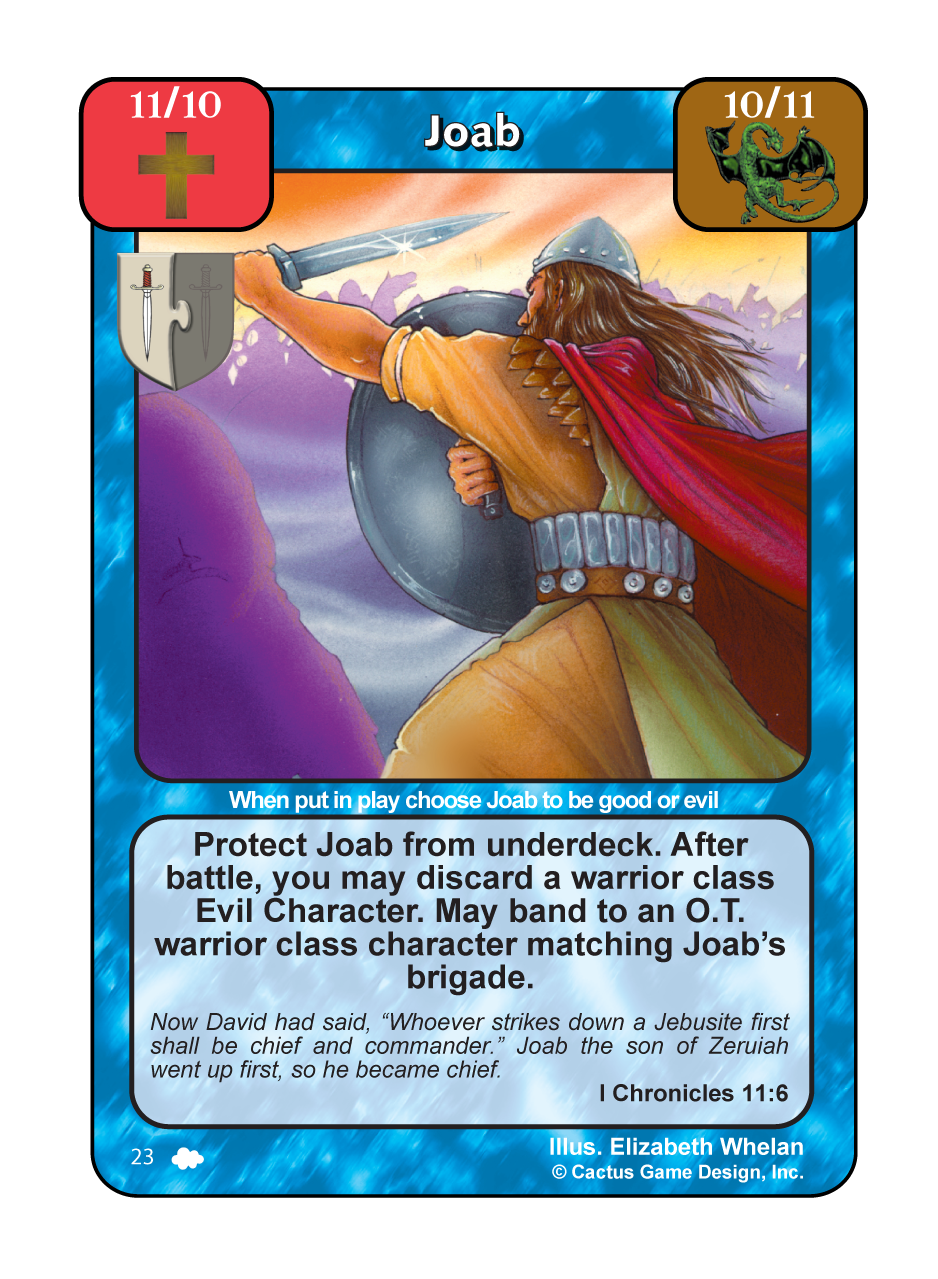 11/10
Joab
10/11
When put in play choose Joab to be good or evil
Protect Joab from underdeck. After
battle, you may discard a warrior class
Evil Character. May band to an O.T.
warrior class character matching Joab’s
brigade.
Now David had said, “Whoever strikes down a Jebusite first
shall be chief and commander.” Joab the son of Zeruiah
went up first, so he became chief.
I Chronicles 11:6
23
Illus. Elizabeth Whelan
© Cactus Game Design, Inc.